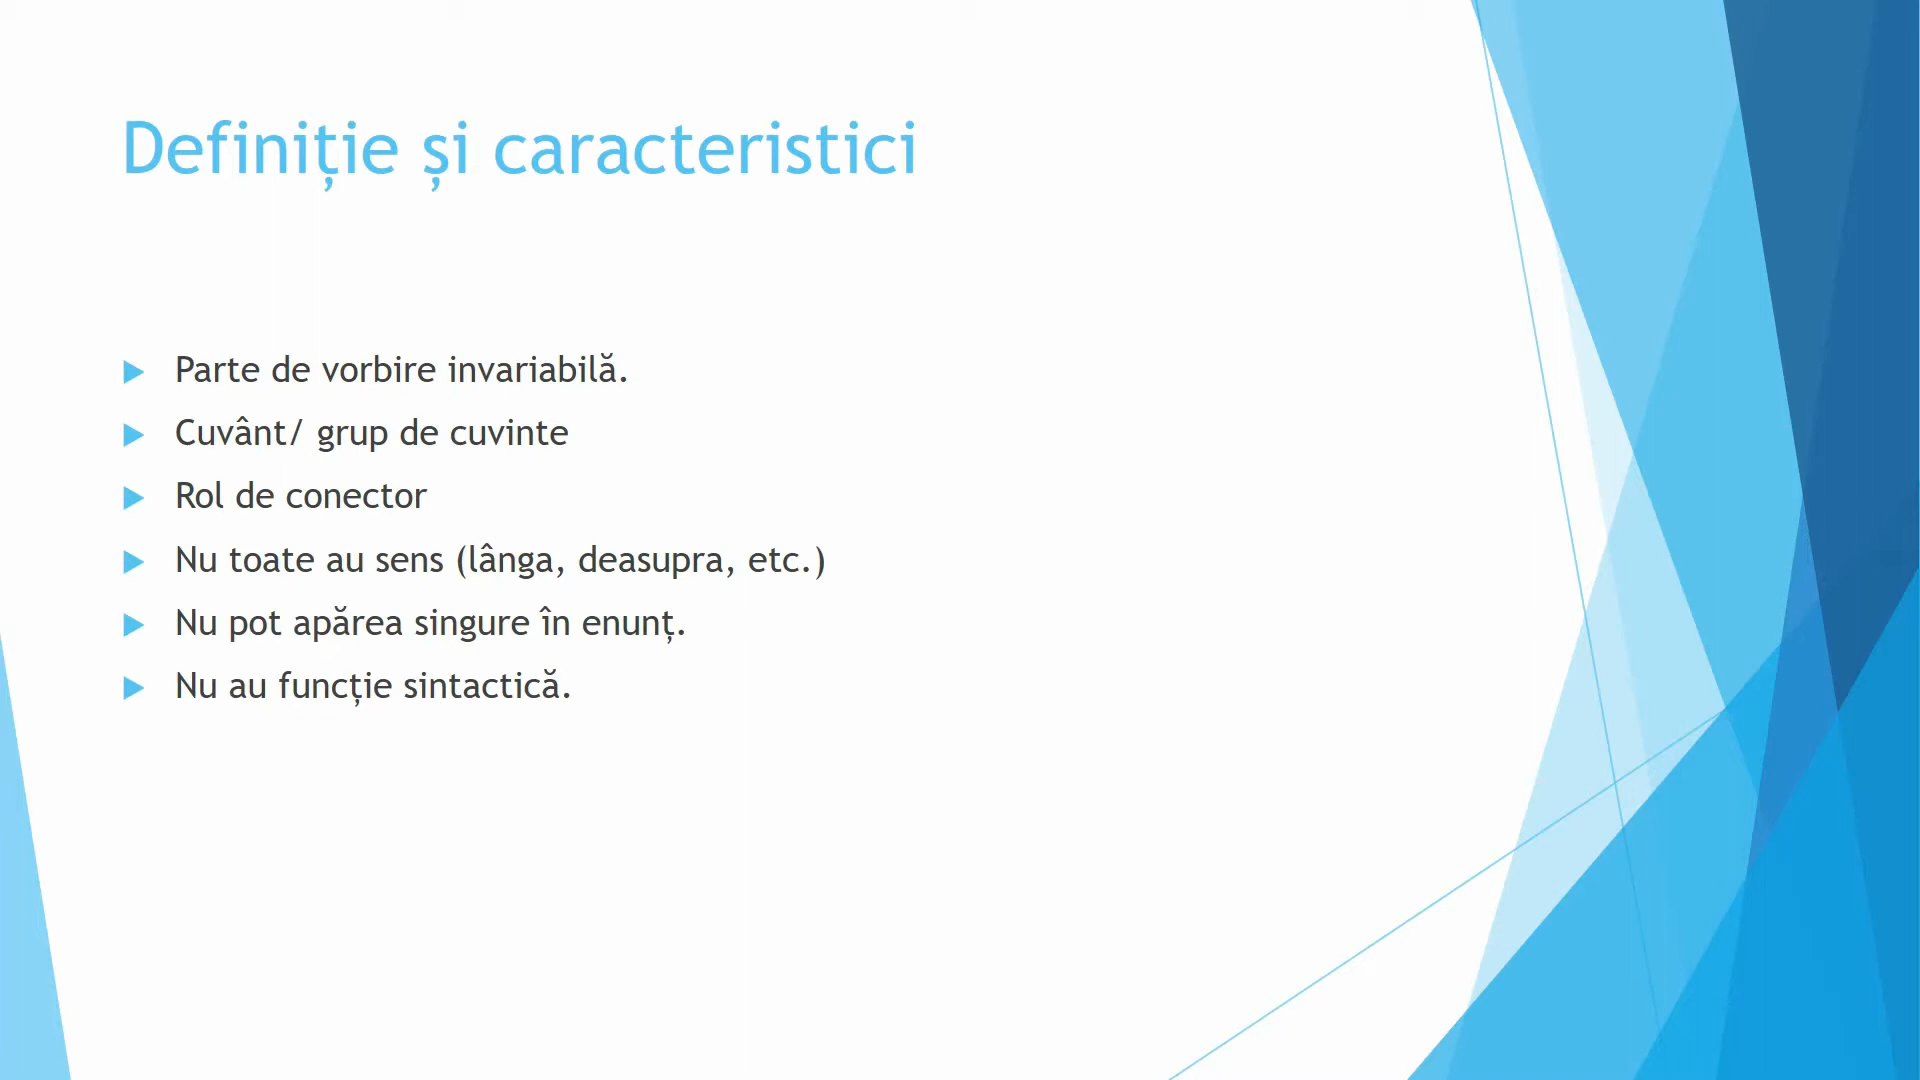 Definiție și caracteristici
Parte de vorbire invariabilă.
Cuvânt/ grup de cuvinte
Rol de conector
Nu toate au sens (lânga, deasupra, etc.)
Nu pot apărea singure în enunț.
Nu au funcție sintactică.